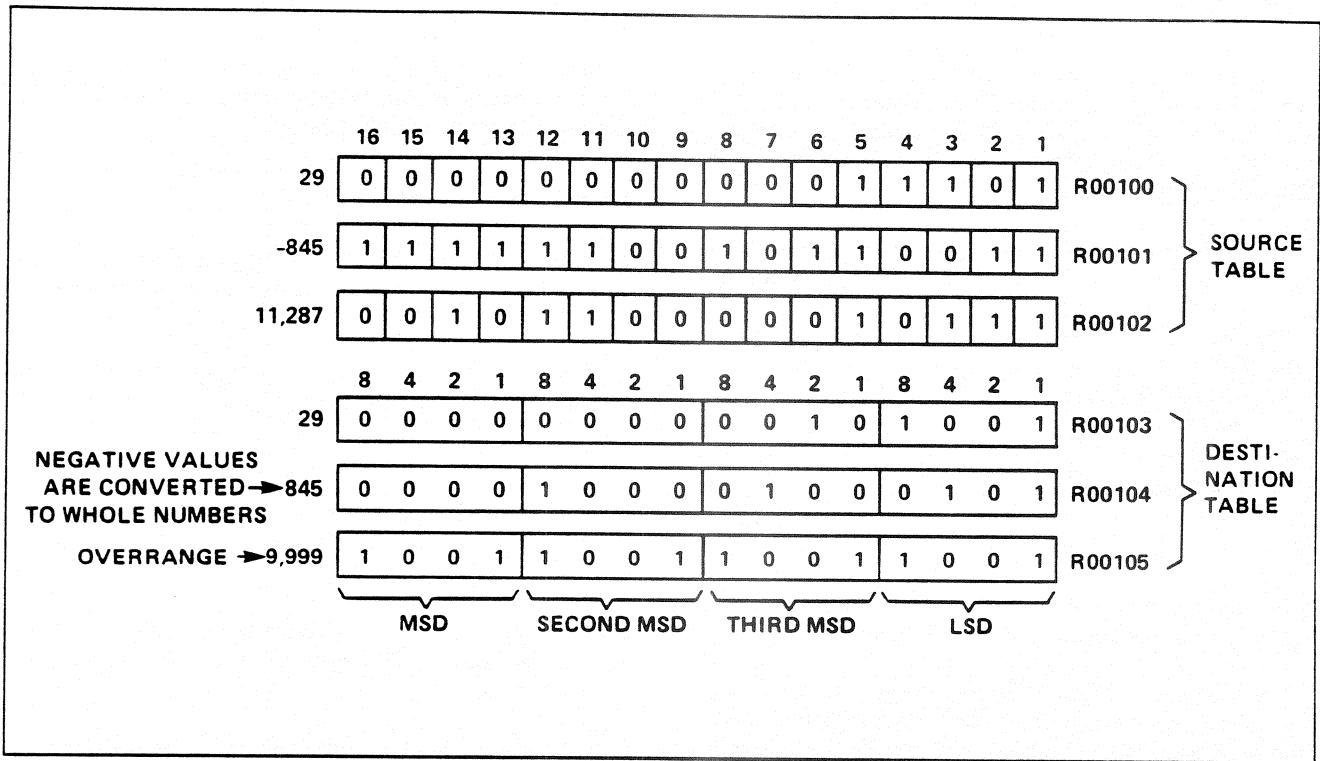 16 15 14 13 12 11 10 9 8 7 6 5 4 3 2 1
29 0 0 0 0 0 0 0 0 0 0 0 1 1 1 0 1 R00100
-845 1 1 1 1 1 1 0 0 1 0 1 1 0 0 1 1 R00101
SOURCE
TABLE
11,287 0 0 1 0 1 1 0 0 0 0 0 1 0 1 1 1 R00102
8 4 2 1 8 4 2 1 8 4 2 1 8 4 2 1
29 0 0 0 0 0 0 0 0 0 0 1 0 1 0 0 1 R00103
NEGATIVE VALUES
ARE CONVERTED → 845 0 0 0 0 1 0 0 0 0 1 0 0 0 1 0 1 R00104
TO WHOLE NUMBERS
DESTI-
NATION
TABLE
OVERRANGE → 9,999 1 0 0 1 1 0 0 1 1 0 0 1 1 0 0 1 R00105
MSD SECOND MSD THIRD MSD LSD